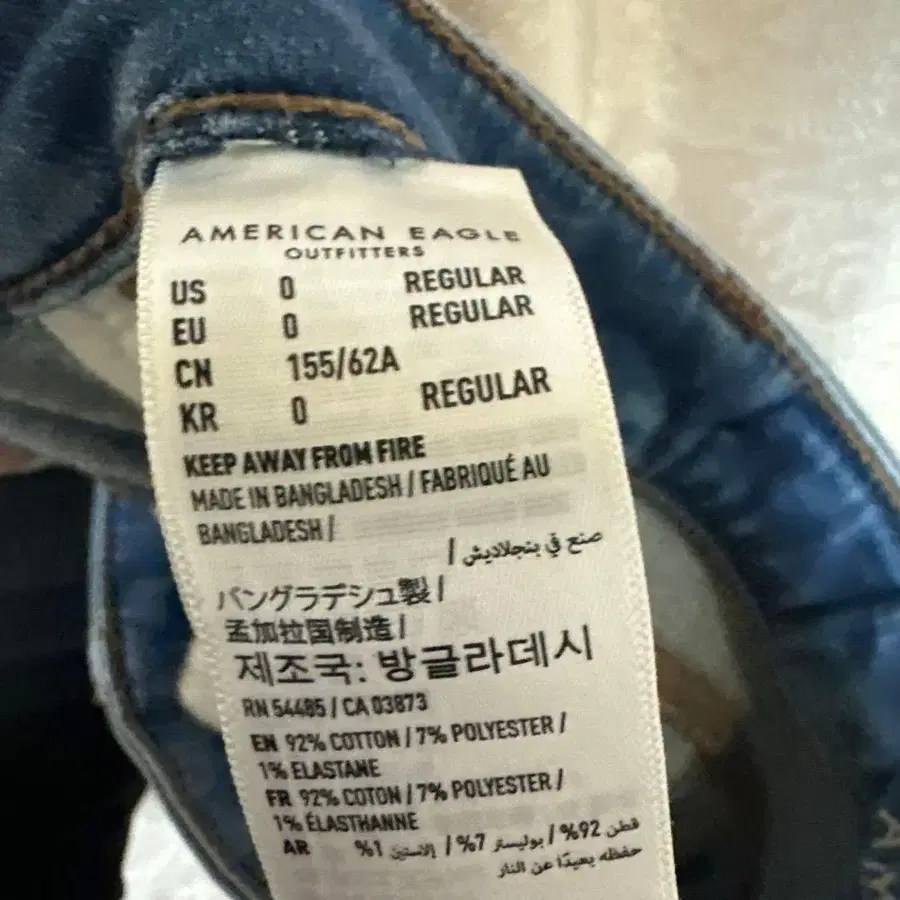 AMERICAN EAGLE
OUTFITTERS
US 0 REGULAR
EU 0 REGULAR
CN 155/62A
KR 0 REGULAR
KEEP AWAY FROM FIRE
MADE IN BANGLADESH / FABRIQUÉ AU
BANGLADESH /
صنع في بنجلاديش /
バングラデシュ製 /
孟加拉国制造 /
제조국: 방글라데시
RN 54485 / CA 03873
EN 92% COTTON / 7% POLYESTER /
1% ELASTANE
FR 92% COTON / 7% POLYESTER /
1% ÉLASTHANNE
AR قطن 92% / بوليستر 7% / إلاستين 1%
حفظه بعيدًا عن النار